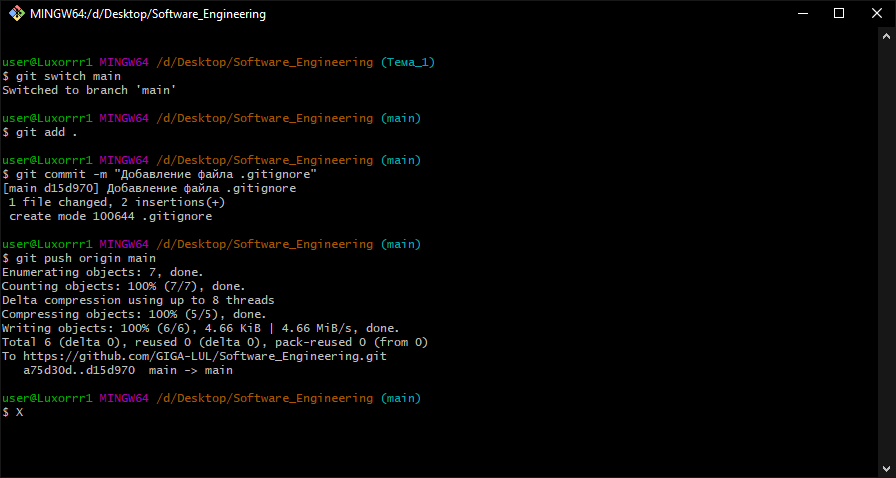 MINGW64:/d/Desktop/Software_Engineering
user@Luxorrr1 MINGW64 /d/Desktop/Software_Engineering (Тема_1)
$ git switch main
Switched to branch 'main'
user@Luxorrr1 MINGW64 /d/Desktop/Software_Engineering (main)
$ git add .
user@Luxorrr1 MINGW64 /d/Desktop/Software_Engineering (main)
$ git commit -m "Добавление файла .gitignore"
[main d15d970] Добавление файла .gitignore
1 file changed, 2 insertions(+)
create mode 100644 .gitignore
user@Luxorrr1 MINGW64 /d/Desktop/Software_Engineering (main)
$ git push origin main
Enumerating objects: 7, done.
Counting objects: 100% (7/7), done.
Delta compression using up to 8 threads
Compressing objects: 100% (5/5), done.
Writing objects: 100% (6/6), 4.66 KiB | 4.66 MiB/s, done.
Total 6 (delta 0), reused 0 (delta 0), pack-reused 0 (from 0)
To https://github.com/GIGA-LUL/Software_Engineering.git
a75d30d..d15d970  main -> main
user@Luxorrr1 MINGW64 /d/Desktop/Software_Engineering (main)
$ X